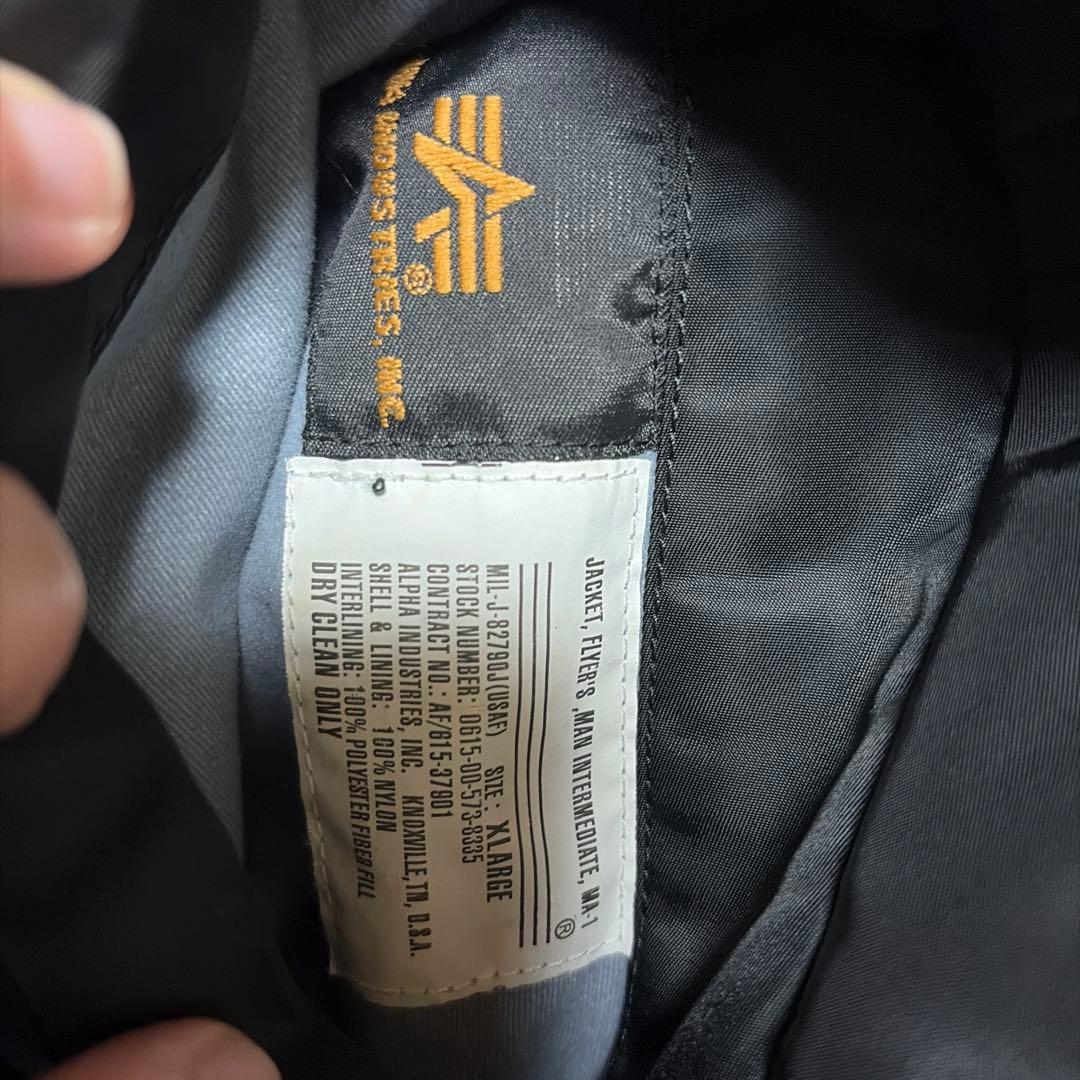 ®
INDUSTRIES, INC.
JACKET, FLYER'S ,MAN INTERMEDIATE, MA-1
®
MIL-J-82790J(USAF) SIZE: XLARGE
STOCK NUMBER: 0615-00-573-8335
CONTRACT NO.: AF/615-37901
ALPHA INDUSTRIES, INC. KNOXVILLE,TN, U.S.A.
SHELL & LINING: 100% NYLON
INTERLINING: 100% POLYESTER FIBER FILL
DRY CLEAN ONLY